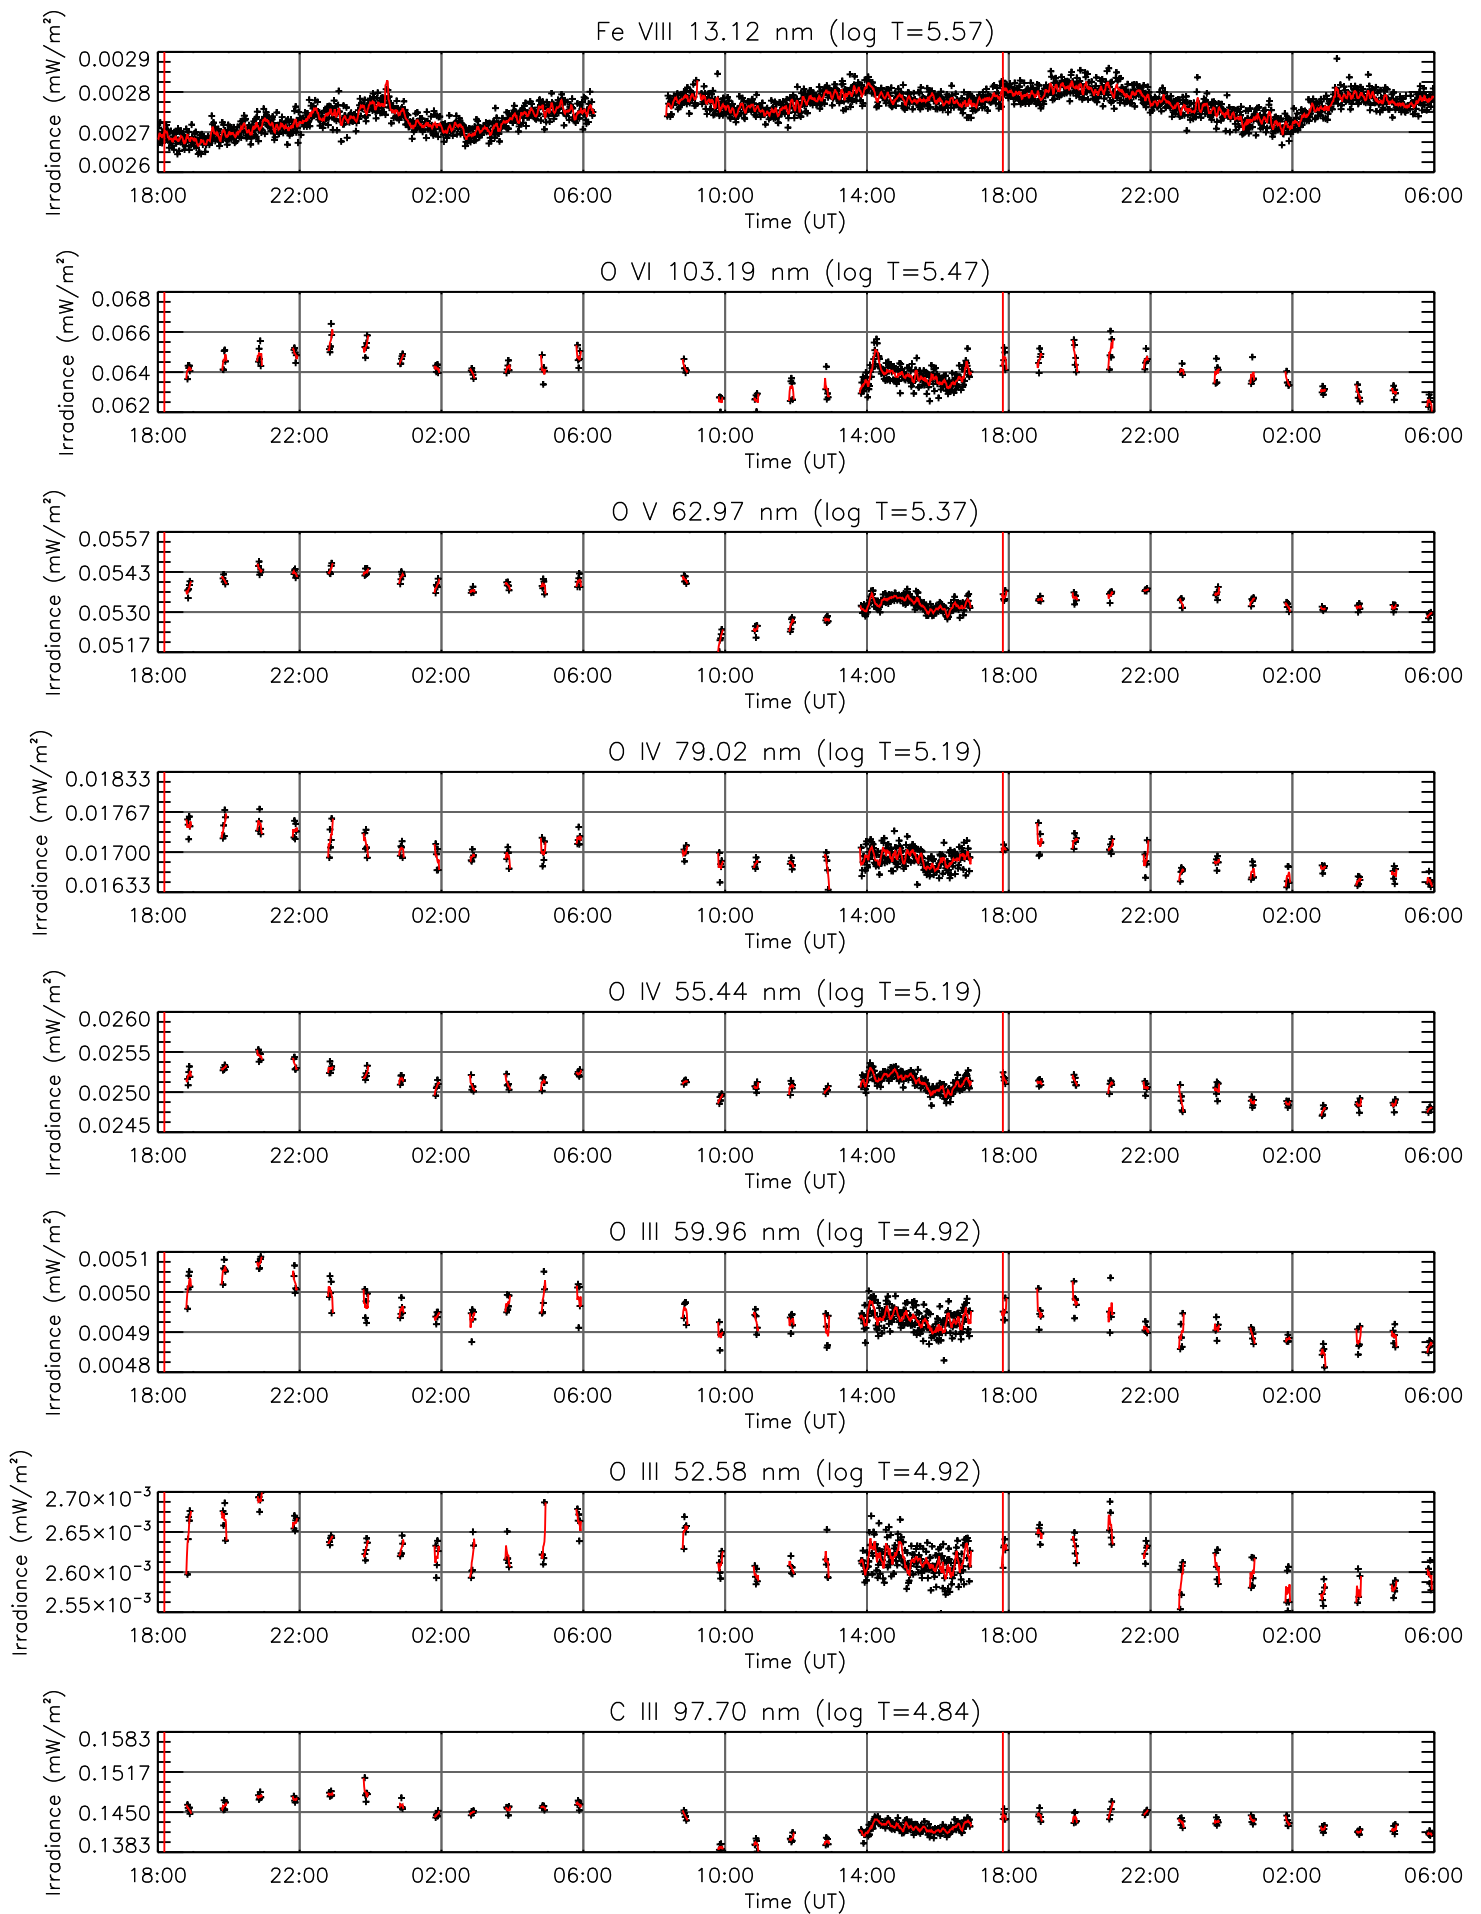 Fe VIII 13.12 nm (log T=5.57)
Irradiance (mW/m²)
0.0029
0.0028
0.0027
0.0026
18:00 22:00 02:00 06:00 10:00 14:00 18:00 22:00 02:00 06:00
Time (UT)
O VI 103.19 nm (log T=5.47)
Irradiance (mW/m²)
0.068
0.066
0.064
0.062
18:00 22:00 02:00 06:00 10:00 14:00 18:00 22:00 02:00 06:00
Time (UT)
O V 62.97 nm (log T=5.37)
Irradiance (mW/m²)
0.0557
0.0543
0.0530
0.0517
18:00 22:00 02:00 06:00 10:00 14:00 18:00 22:00 02:00 06:00
Time (UT)
O IV 79.02 nm (log T=5.19)
Irradiance (mW/m²)
0.01833
0.01767
0.01700
0.01633
18:00 22:00 02:00 06:00 10:00 14:00 18:00 22:00 02:00 06:00
Time (UT)
O IV 55.44 nm (log T=5.19)
Irradiance (mW/m²)
0.0260
0.0255
0.0250
0.0245
18:00 22:00 02:00 06:00 10:00 14:00 18:00 22:00 02:00 06:00
Time (UT)
O III 59.96 nm (log T=4.92)
Irradiance (mW/m²)
0.0051
0.0050
0.0049
0.0048
18:00 22:00 02:00 06:00 10:00 14:00 18:00 22:00 02:00 06:00
Time (UT)
O III 52.58 nm (log T=4.92)
Irradiance (mW/m²)
2.70×10⁻³
2.65×10⁻³
2.60×10⁻³
2.55×10⁻³
18:00 22:00 02:00 06:00 10:00 14:00 18:00 22:00 02:00 06:00
Time (UT)
C III 97.70 nm (log T=4.84)
Irradiance (mW/m²)
0.1583
0.1517
0.1450
0.1383
18:00 22:00 02:00 06:00 10:00 14:00 18:00 22:00 02:00 06:00
Time (UT)